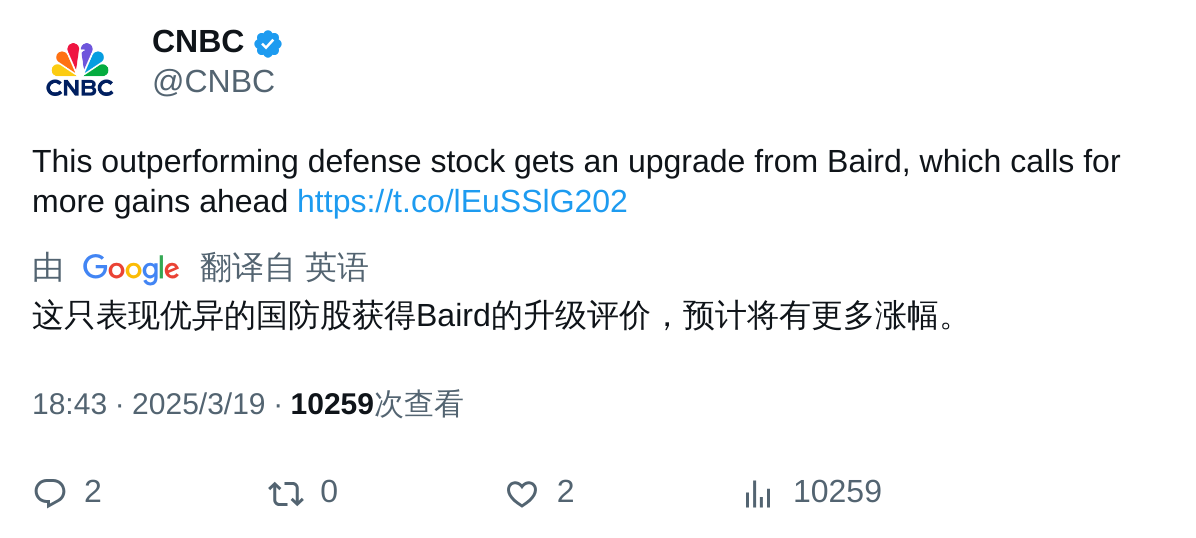 CNBC
CNBC
@CNBC
This outperforming defense stock gets an upgrade from Baird, which calls for
more gains ahead https://t.co/lEuSSlG202
由 Google 翻译自 英语
这只表现优异的国防股获得Baird的升级评价，预计将有更多涨幅。
18:43 · 2025/3/19 · 10259次查看
2 0 2 10259